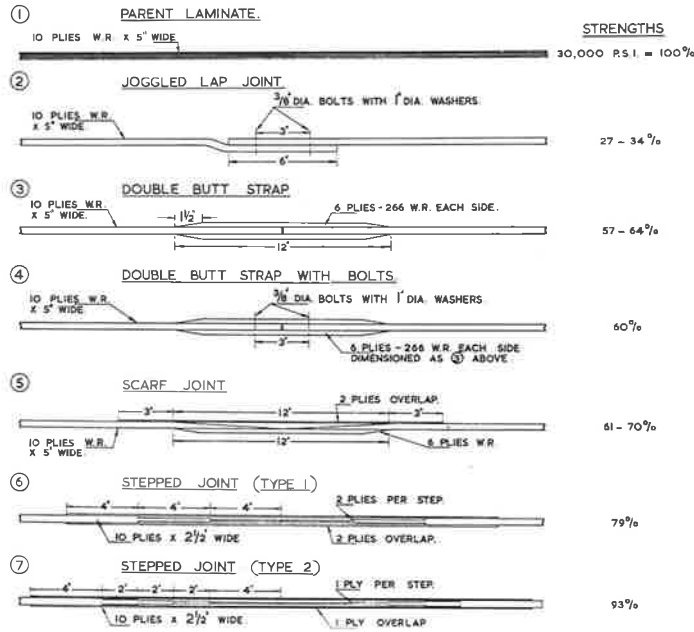 ① PARENT LAMINATE.
STRENGTHS
10 PLIES W.R. X 5" WIDE
30,000 P.S.I. = 100%
② JOGGLED LAP JOINT.
10 PLIES W.R.
X 5" WIDE.
3/8" DIA. BOLTS WITH 1" DIA. WASHERS.
3"
6"
27 - 34%
③ DOUBLE BUTT STRAP
10 PLIES W.R.
X 5" WIDE.
1 1/2"
6 PLIES - 266 W.R. EACH SIDE.
12"
57 - 64%
④ DOUBLE BUTT STRAP WITH BOLTS.
10 PLIES W.R.
X 5" WIDE.
3/8" DIA. BOLTS WITH 1" DIA. WASHERS
3"
6 PLIES - 266 W.R. EACH SIDE
DIMENSIONED AS ③ ABOVE.
60%
⑤ SCARF JOINT
2 PLIES OVERLAP.
3" 12" 3"
10 PLIES W.R.
X 5" WIDE.
12"
6 PLIES W.R.
61 - 70%
⑥ STEPPED JOINT (TYPE 1)
4" 4" 4"
2 PLIES PER STEP.
10 PLIES X 2 1/2" WIDE
2 PLIES OVERLAP.
79%
⑦ STEPPED JOINT (TYPE 2)
4" 2" 2" 2" 4"
1 PLY PER STEP.
10 PLIES X 2 1/2" WIDE.
1 PLY OVERLAP
93%